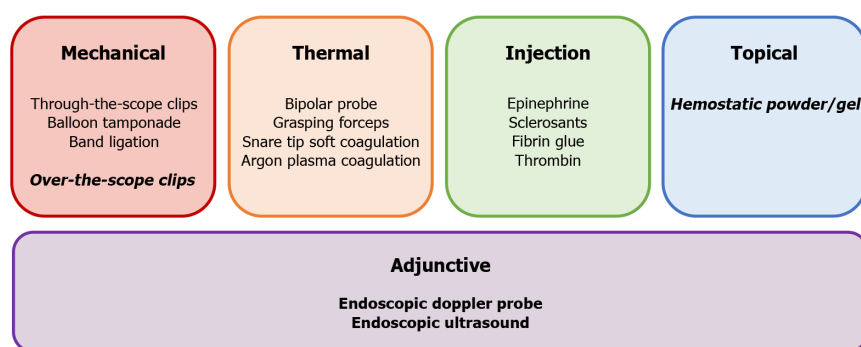 Mechanical
Through-the-scope clips
Balloon tamponade
Band ligation
Over-the-scope clips
Thermal
Bipolar probe
Grasping forceps
Snare tip soft coagulation
Argon plasma coagulation
Injection
Epinephrine
Sclerosants
Fibrin glue
Thrombin
Topical
Hemostatic powder/gel
Adjunctive
Endoscopic doppler probe
Endoscopic ultrasound